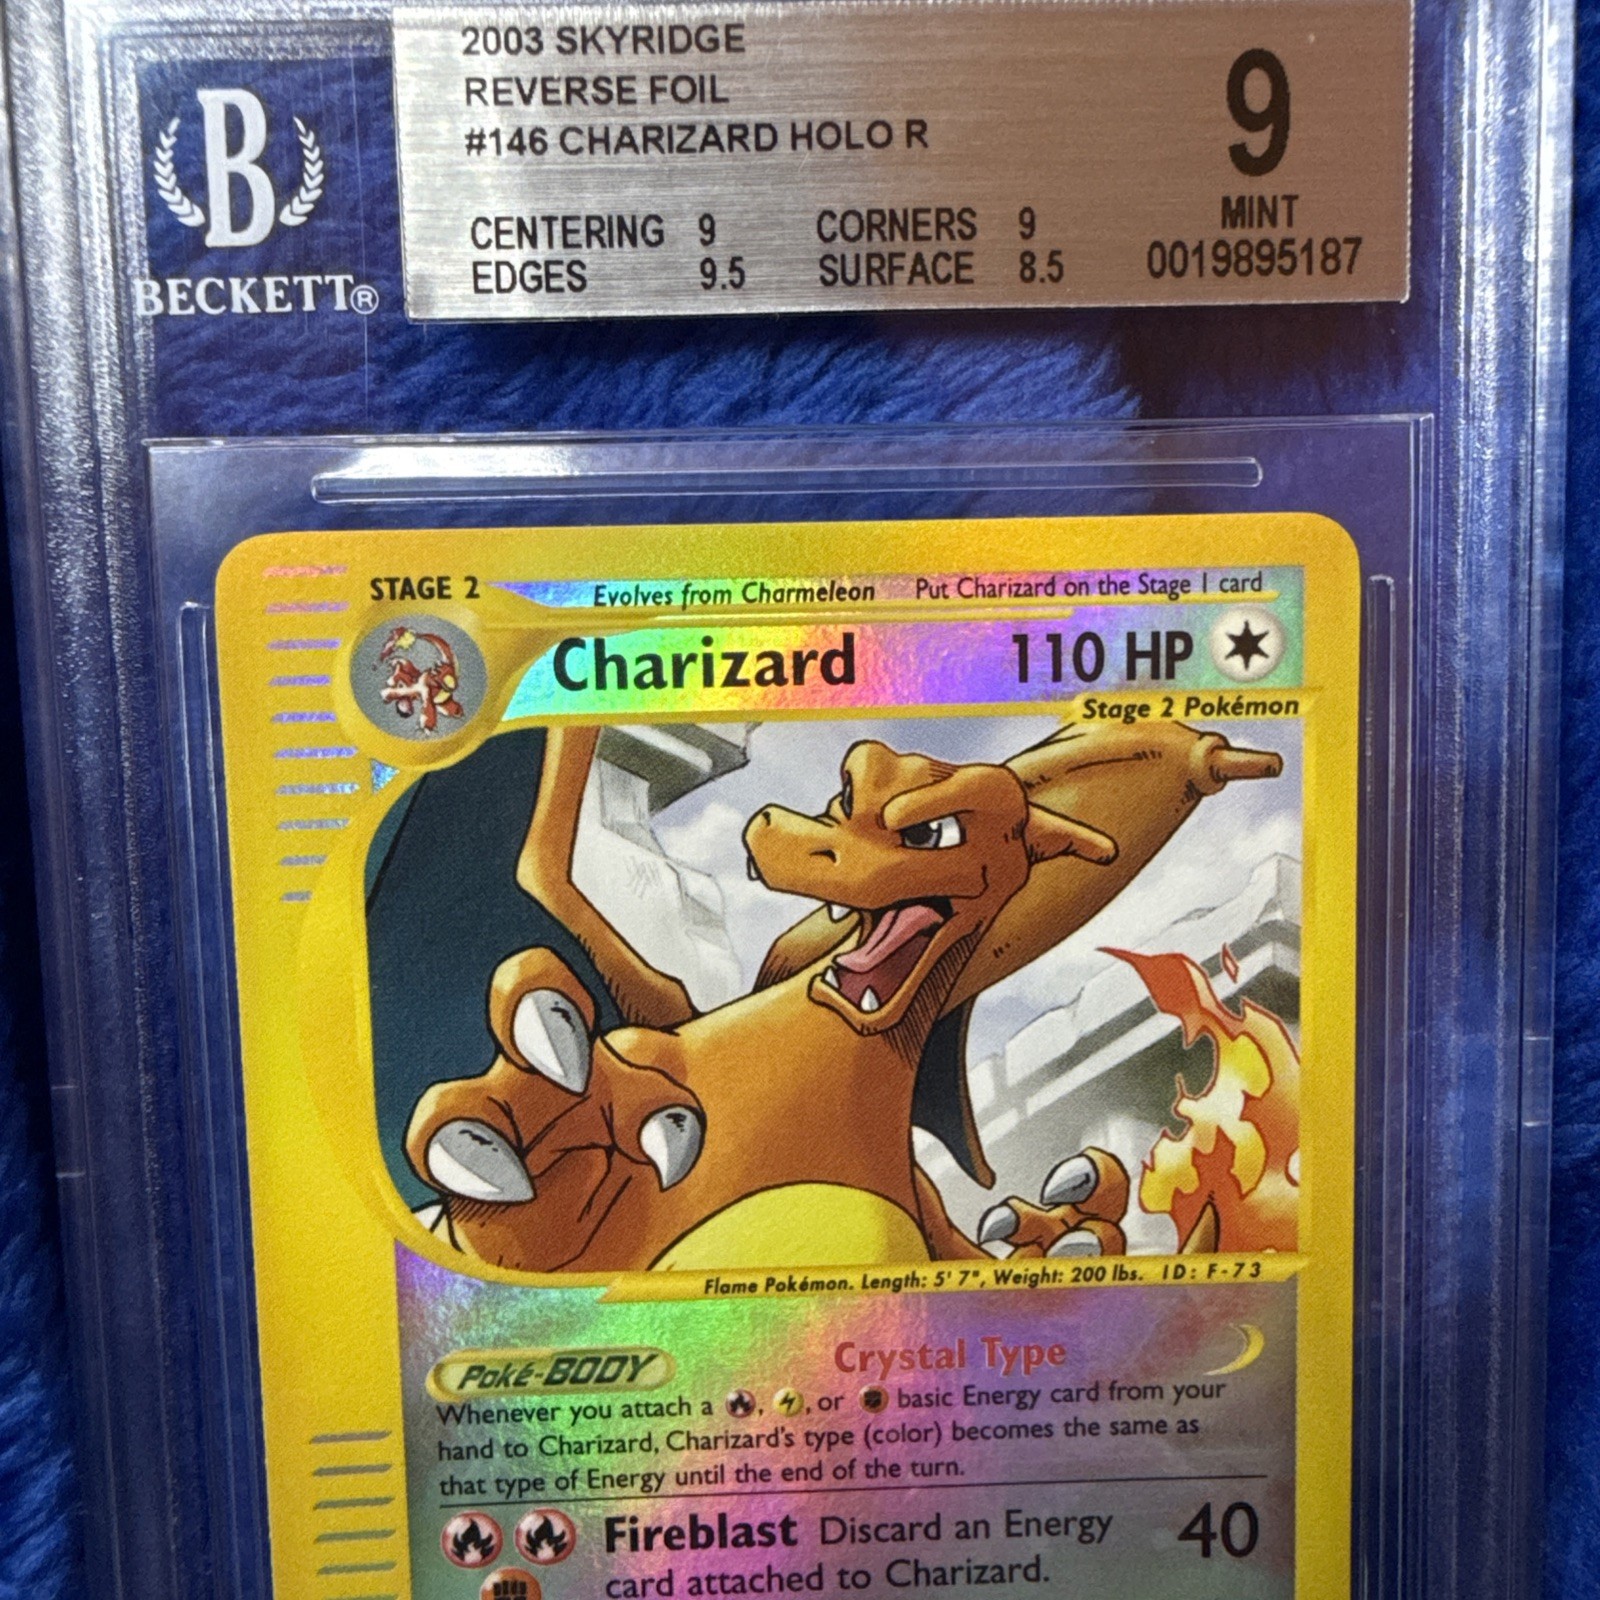 2003 SKYRIDGE
REVERSE FOIL
#146 CHARIZARD HOLO R
9
MINT
0019895187
CENTERING 9 CORNERS 9
EDGES 9.5 SURFACE 8.5
B
BECKETT®
STAGE 2 Evolves from Charmeleon Put Charizard on the Stage 1 card
Charizard 110 HP
Stage 2 Pokémon
Flame Pokémon. Length: 5' 7", Weight: 200 lbs. ID: F-73
Poké-BODY Crystal Type
Whenever you attach a , , or basic Energy card from your
hand to Charizard, Charizard's type (color) becomes the same as
that type of Energy until the end of the turn.
Fireblast Discard an Energy 40
card attached to Charizard.